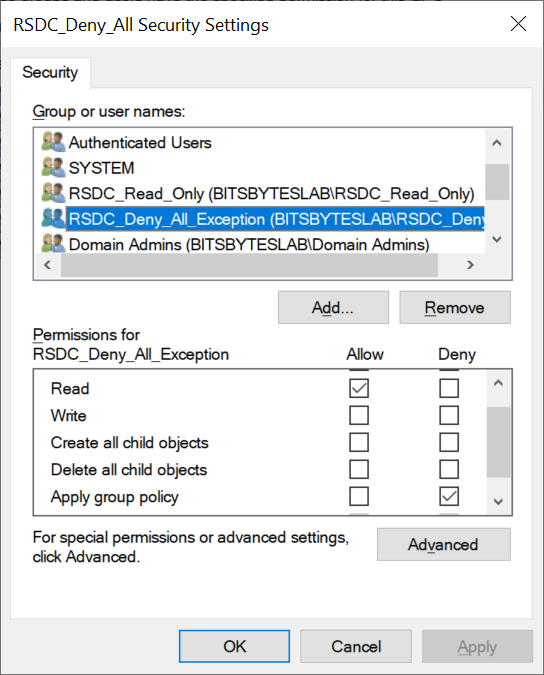 RSDC_Deny_All Security Settings
Security
Group or user names:
Authenticated Users
SYSTEM
RSDC_Read_Only (BITSBYTESLAB\RSDC_Read_Only)
RSDC_Deny_All_Exception (BITSBYTESLAB\RSDC_Deny
Domain Admins (BITSBYTESLAB\Domain Admins)
Add... Remove
Permissions for
RSDC_Deny_All_Exception Allow Deny
Read
Write
Create all child objects
Delete all child objects
Apply group policy
For special permissions or advanced settings,
click Advanced.
Advanced
OK Cancel Apply